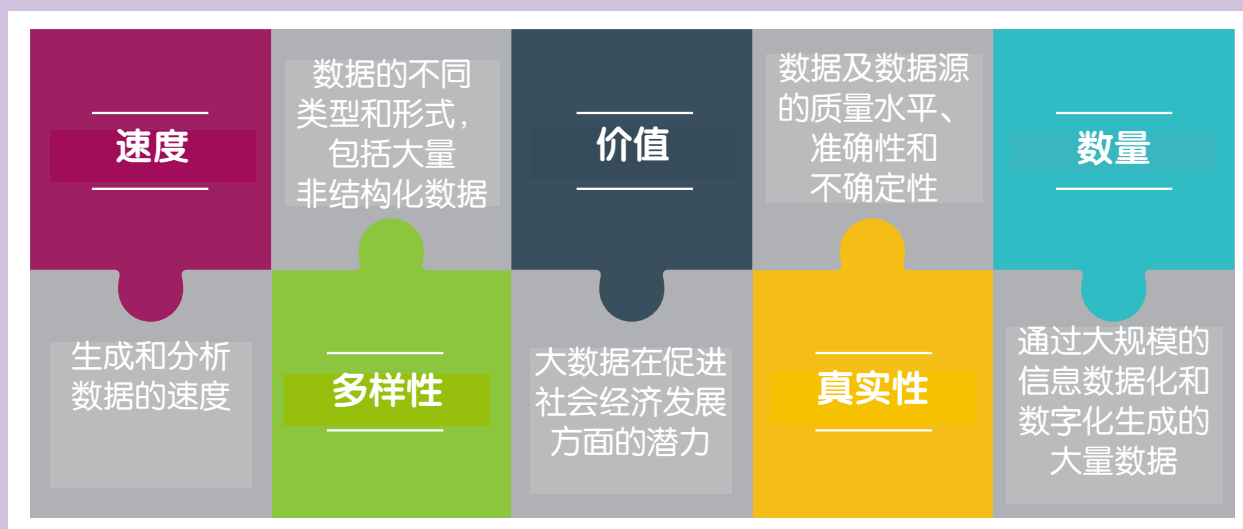 速度
生成和分析
数据的速度
数据的不同
类型和形式，
包括大量
非结构化数据
多样性
价值
大数据在促进
社会经济发展
方面的潜力
数据及数据源
的质量水平、
准确性和
不确定性
真实性
数量
通过大规模的
信息数据化和
数字化生成的
大量数据